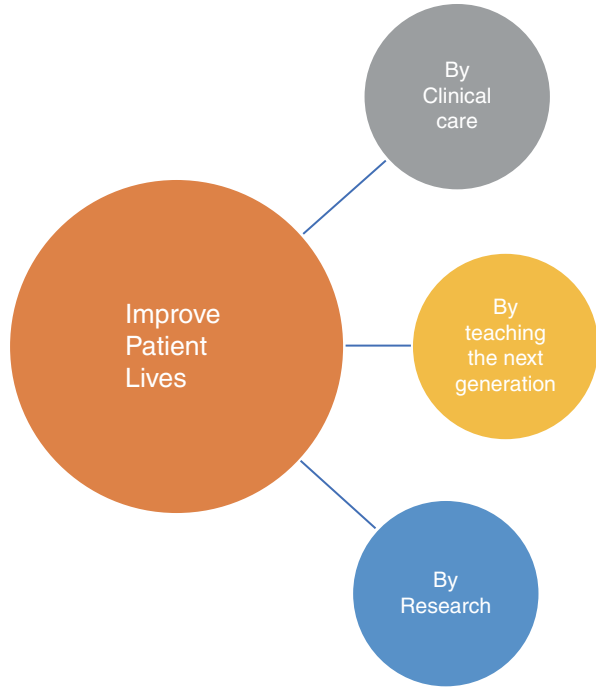 By
Clinical
care
Improve
Patient
Lives
By
teaching
the next
generation
By
Research